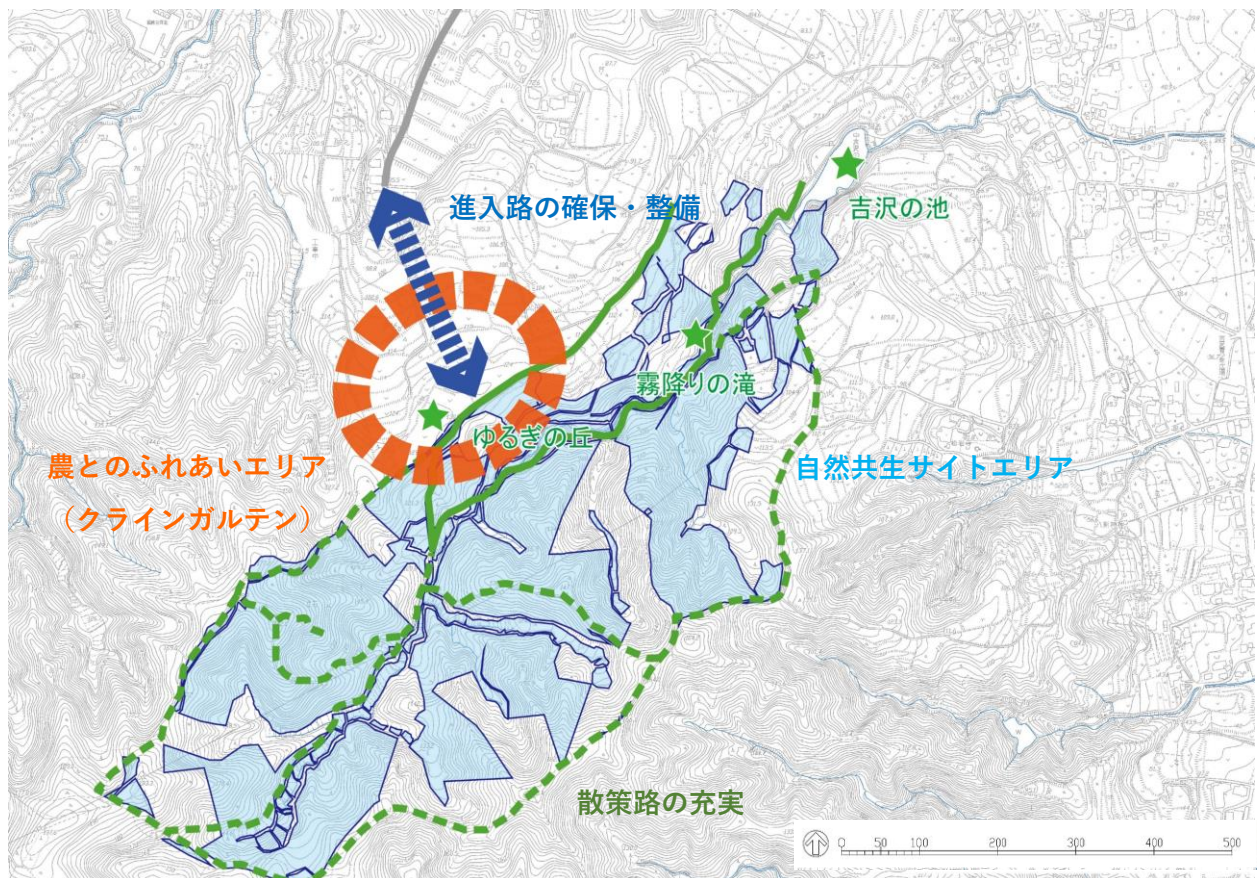 進入路の確保・整備
吉沢の池
霧降りの滝
ゆるぎの丘
農とのふれあいエリア
（クラインガルテン）
自然共生サイトエリア
散策路の充実
0 50 100 200 300 400 500